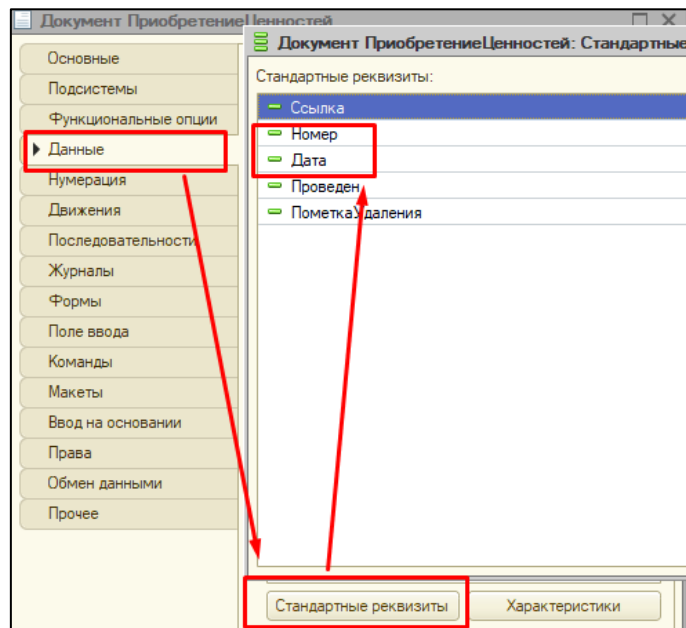 Документ ПриобретениеЦенностей
Основные
Подсистемы
Функциональные опции
Данные
Нумерация
Движения
Последовательности
Журналы
Формы
Поле ввода
Команды
Макеты
Ввод на основании
Права
Обмен данными
Прочее
Документ ПриобретениеЦенностей: Стандартные
Стандартные реквизиты:
Ссылка
Номер
Дата
Проведен
ПометкаУдаления
Стандартные реквизиты
Характеристики